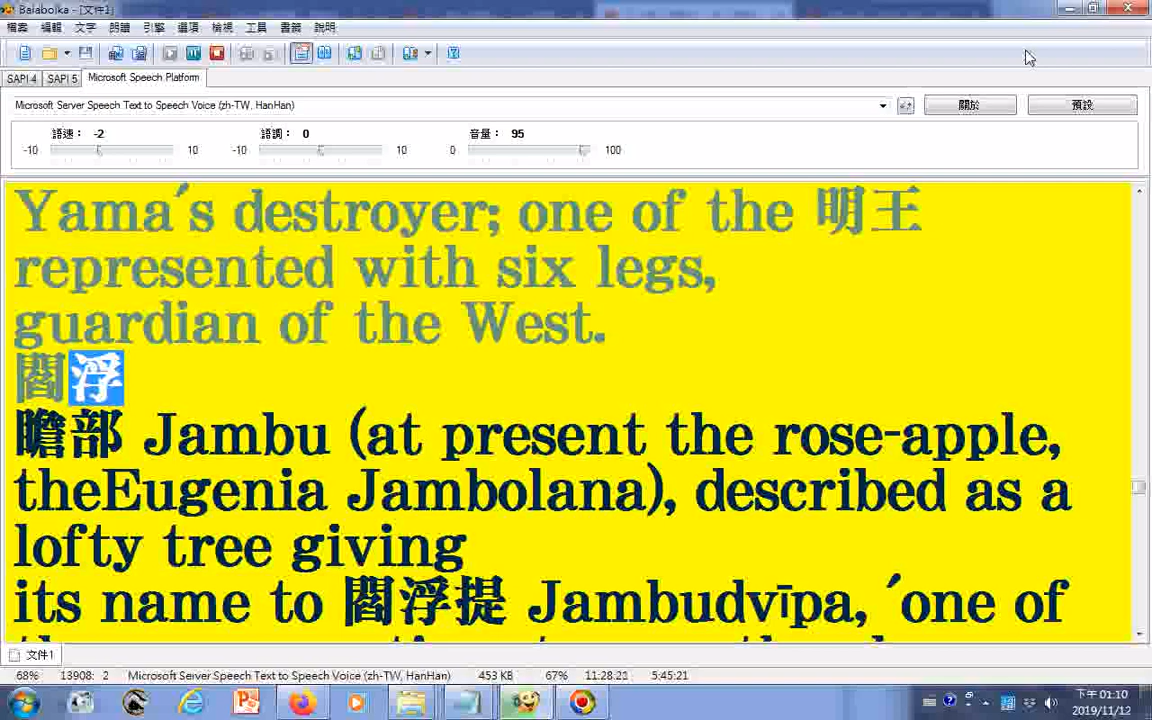 Balabolka - [文件1]
檔案 編輯 文字 朗讀 引擎 選項 檢視 工具 書籤 說明
SAPI 4 SAPI 5 Microsoft Speech Platform
Microsoft Server Speech Text to Speech Voice (zh-TW, HanHan) 關於 預設
語速： -2 語調： 0 音量： 95
-10 10 -10 10 0 100
Yama's destroyer; one of the 明王
represented with six legs,
guardian of the West.
閻浮
瞻部 Jambu (at present the rose-apple,
theEugenia Jambolana), described as a
lofty tree giving
its name to 閻浮提 Jambudvīpa, 'one of
文件1
68% 13908: 2 Microsoft Server Speech Text to Speech Voice (zh-TW, HanHan) 453 KB 67% 11:28:21 5:45:21
下午 01:10
2019/11/12